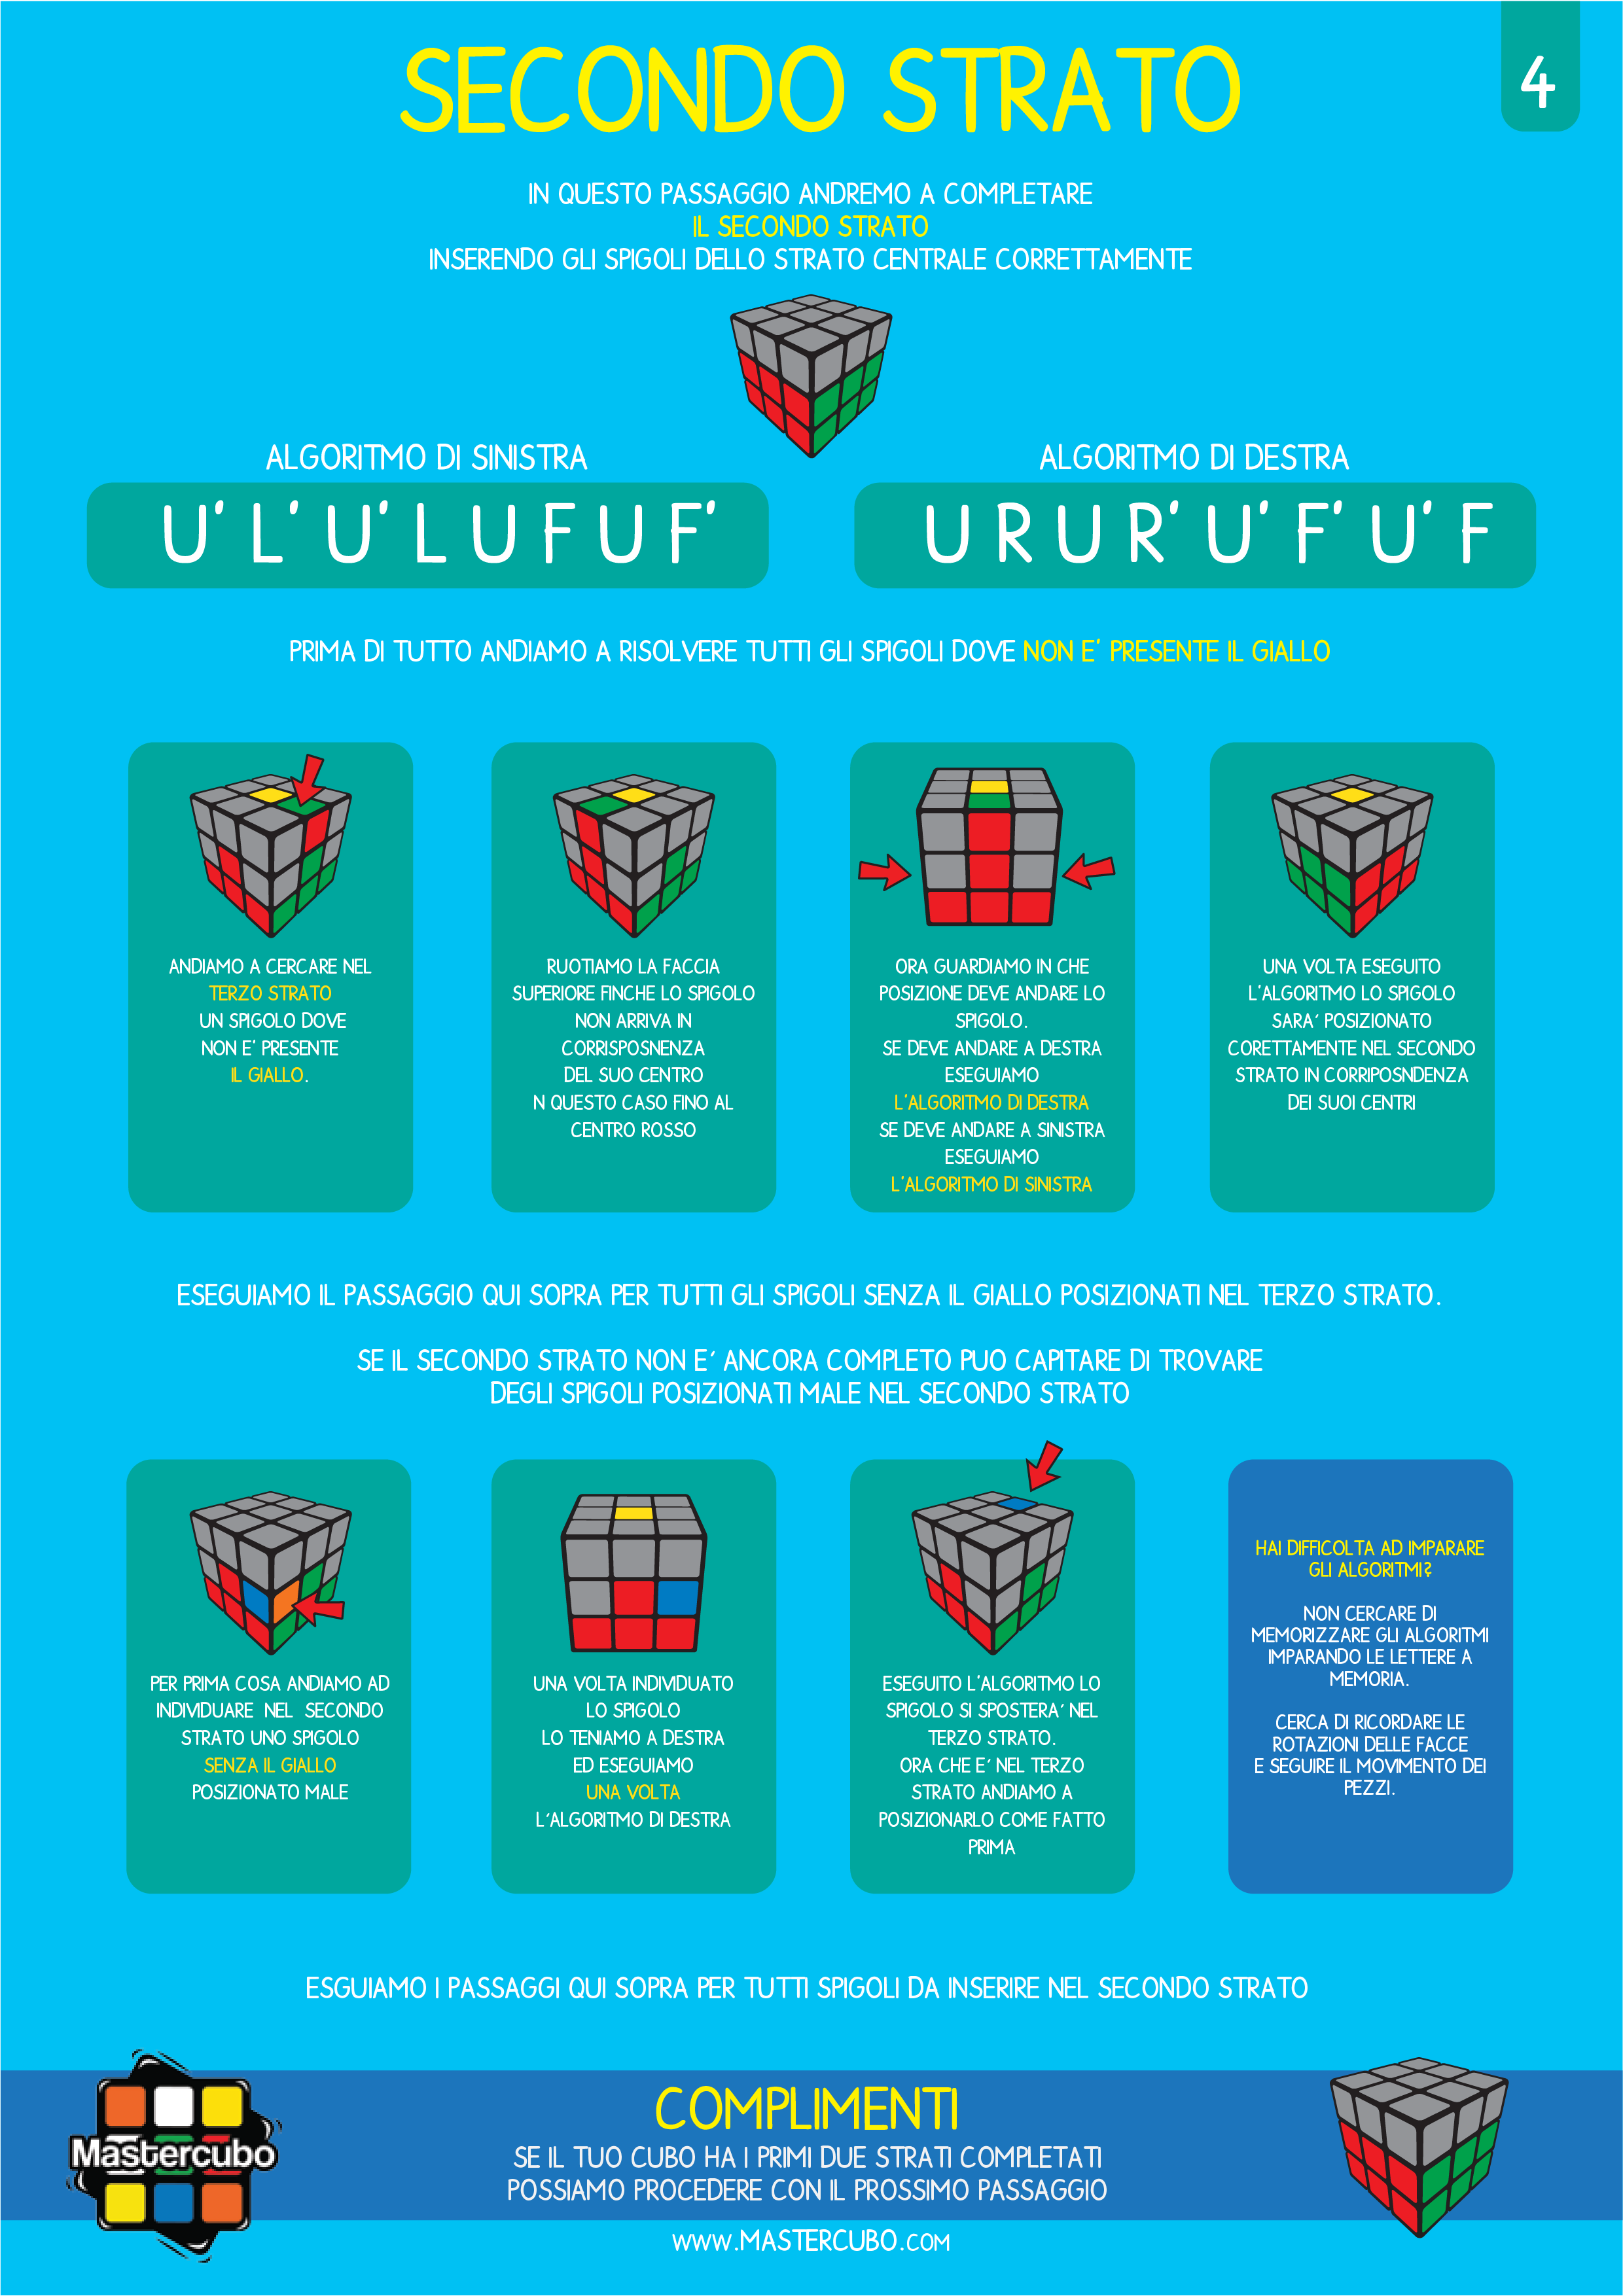 SECONDO STRATO
4
IN QUESTO PASSAGGIO ANDREMO A COMPLETARE
IL SECONDO STRATO
INSERENDO GLI SPIGOLI DELLO STRATO CENTRALE CORRETTAMENTE
ALGORITMO DI SINISTRA
U' L' U' L U F U F'
ALGORITMO DI DESTRA
U R U R' U' F' U' F
PRIMA DI TUTTO ANDIAMO A RISOLVERE TUTTI GLI SPIGOLI DOVE NON E' PRESENTE IL GIALLO
ANDIAMO A CERCARE NEL
TERZO STRATO
UN SPIGOLO DOVE
NON E' PRESENTE
IL GIALLO.
RUOTIAMO LA FACCIA
SUPERIORE FINCHE LO SPIGOLO
NON ARRIVA IN
CORRISPOSNENZA
DEL SUO CENTRO
N QUESTO CASO FINO AL
CENTRO ROSSO
ORA GUARDIAMO IN CHE
POSIZIONE DEVE ANDARE LO
SPIGOLO.
SE DEVE ANDARE A DESTRA
ESEGUIAMO
L'ALGORITMO DI DESTRA
SE DEVE ANDARE A SINISTRA
ESEGUIAMO
L'ALGORITMO DI SINISTRA
UNA VOLTA ESEGUITO
L'ALGORITMO LO SPIGOLO
SARA' POSIZIONATO
CORETTAMENTE NEL SECONDO
STRATO IN CORRIPOSNDENZA
DEI SUOI CENTRI
ESEGUIAMO IL PASSAGGIO QUI SOPRA PER TUTTI GLI SPIGOLI SENZA IL GIALLO POSIZIONATI NEL TERZO STRATO.
SE IL SECONDO STRATO NON E' ANCORA COMPLETO PUO CAPITARE DI TROVARE
DEGLI SPIGOLI POSIZIONATI MALE NEL SECONDO STRATO
PER PRIMA COSA ANDIAMO AD
INDIVIDUARE NEL SECONDO
STRATO UNO SPIGOLO
SENZA IL GIALLO
POSIZIONATO MALE
UNA VOLTA INDIVIDUATO
LO SPIGOLO
LO TENIAMO A DESTRA
ED ESEGUIAMO
UNA VOLTA
L'ALGORITMO DI DESTRA
ESEGUITO L'ALGORITMO LO
SPIGOLO SI SPOSTERA' NEL
TERZO STRATO.
ORA CHE E' NEL TERZO
STRATO ANDIAMO A
POSIZIONARLO COME FATTO
PRIMA
HAI DIFFICOLTA AD IMPARARE
GLI ALGORITMI?
NON CERCARE DI
MEMORIZZARE GLI ALGORITMI
IMPARANDO LE LETTERE A
MEMORIA.
CERCA DI RICORDARE LE
ROTAZIONI DELLE FACCE
E SEGUIRE IL MOVIMENTO DEI
PEZZI.
ESGUIAMO I PASSAGGI QUI SOPRA PER TUTTI SPIGOLI DA INSERIRE NEL SECONDO STRATO
Mastercubo
COMPLIMENTI
SE IL TUO CUBO HA I PRIMI DUE STRATI COMPLETATI
POSSIAMO PROCEDERE CON IL PROSSIMO PASSAGGIO
WWW.MASTERCUBO.COM